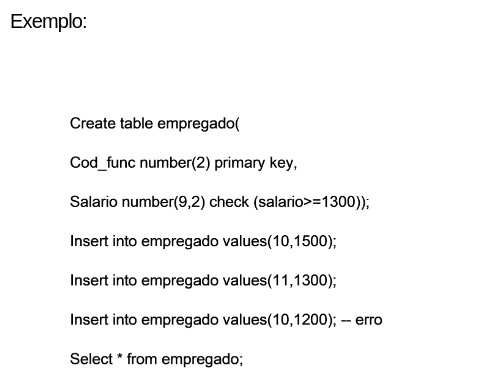 Exemplo:
Create table empregado(
Cod_func number(2) primary key,
Salario number(9,2) check (salario>=1300));
Insert into empregado values(10,1500);
Insert into empregado values(11,1300);
Insert into empregado values(10,1200); -- erro
Select * from empregado;